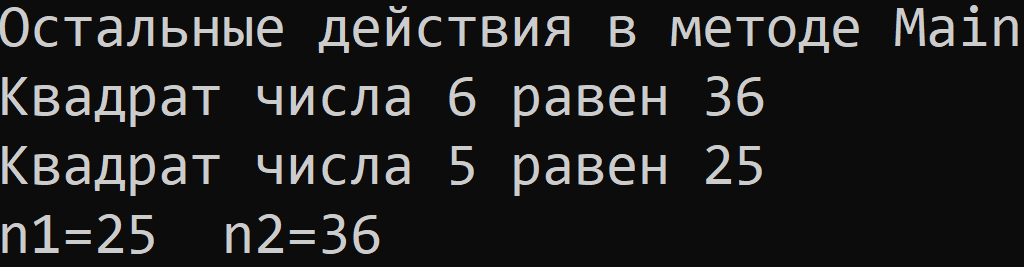 Остальные действия в методе Main
Квадрат числа 6 равен 36
Квадрат числа 5 равен 25
n1=25  n2=36